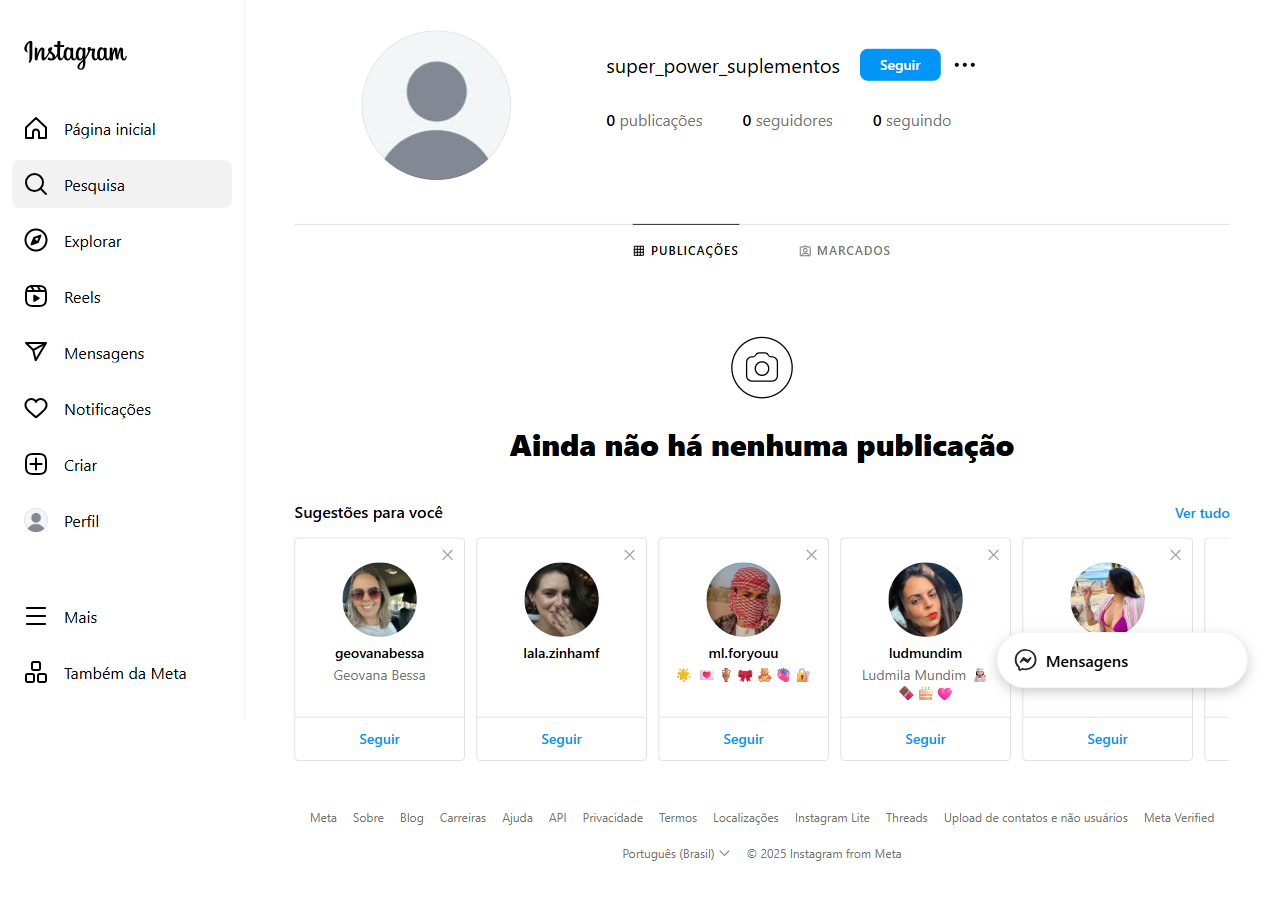 Instagram
Página inicial
Pesquisa
Explorar
Reels
Mensagens
Notificações
Criar
Perfil
Mais
Também da Meta
super_power_suplementos Seguir
0 publicações 0 seguidores 0 seguindo
PUBLICAÇÕES MARCADOS
Ainda não há nenhuma publicação
Sugestões para você Ver tudo
geovanabessa
Geovana Bessa
Seguir
lala.zinhamf
Seguir
ml.foryouu
Seguir
ludmundim
Ludmila Mundim
Seguir
Seguir
Mensagens
Meta Sobre Blog Carreiras Ajuda API Privacidade Termos Localizações Instagram Lite Threads Upload de contatos e não usuários Meta Verified
Português (Brasil) © 2025 Instagram from Meta